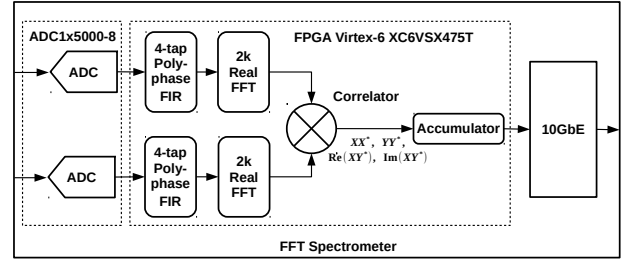 ADC1x5000-8
FPGA Virtex-6 XC6VSX475T
ADC
4-tap
Poly-
phase
FIR
2k
Real
FFT
Correlator
Accumulator
10GbE
XX*, YY*,
Re(XY*), Im(XY*)
ADC
4-tap
Poly-
phase
FIR
2k
Real
FFT
FFT Spectrometer